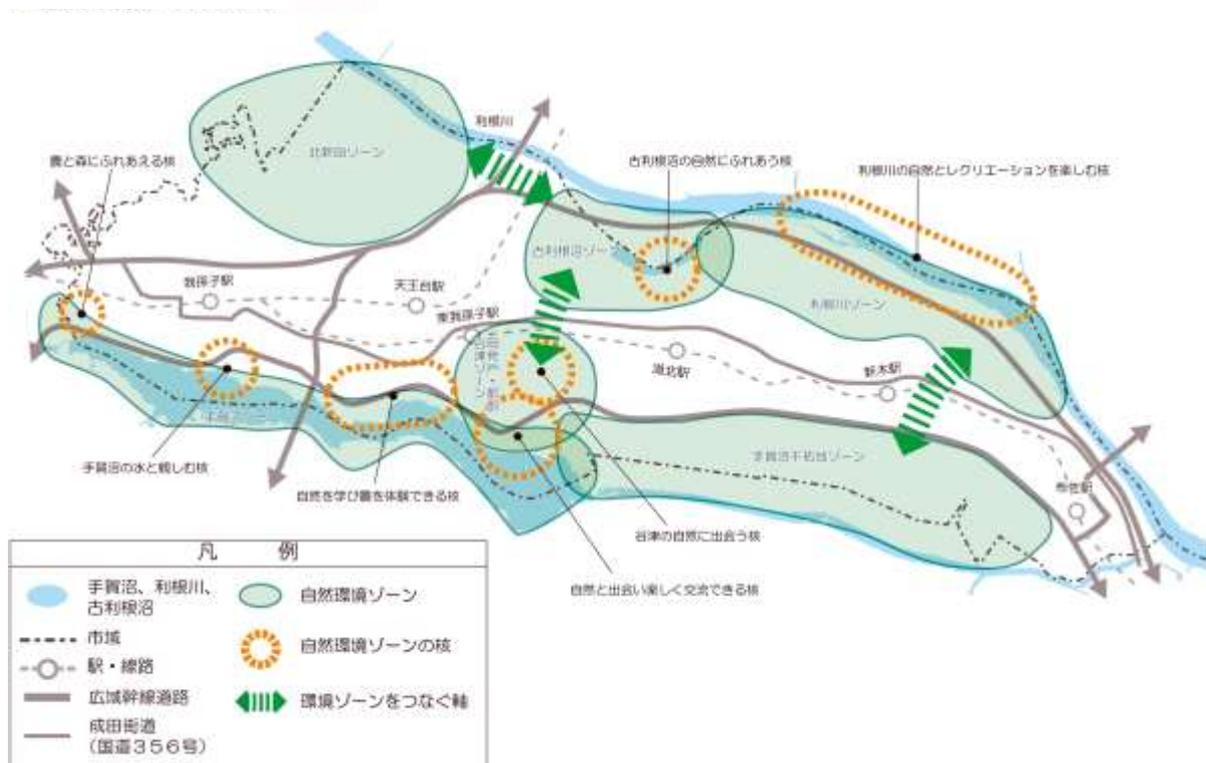 利根川
北新田ゾーン
農と森にふれあえる核
古利根沼の自然にふれあう核
利根川の自然とレクリエーションを楽しむ核
古利根沼ゾーン
我孫子駅
天王台駅
利根川ゾーン
東我孫子駅
湖北駅
新木駅
手賀沼の水と親しむ核
自然を学び農を体験できる核
手賀沼干拓地ゾーン
布佐駅
谷津の自然に出会う核
自然と出会い楽しく交流できる核
凡 例
手賀沼、利根川、
古利根沼
自然環境ゾーン
市域
自然環境ゾーンの核
駅・線路
広域幹線道路
環境ゾーンをつなぐ軸
成田街道
(国道356号)